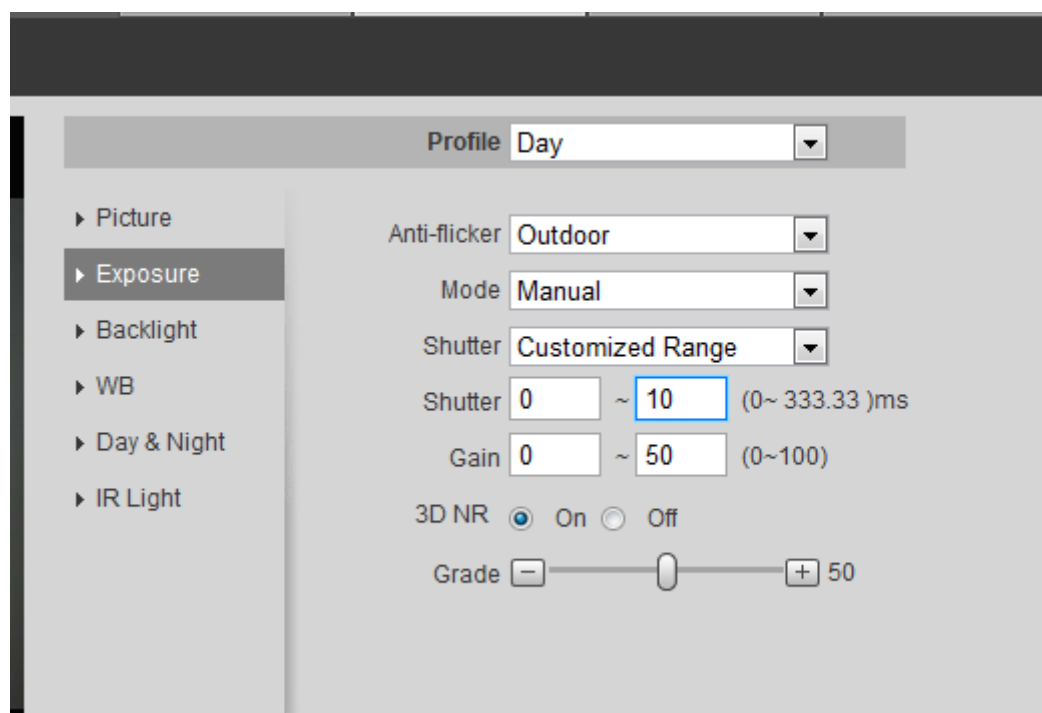 Profile Day
Picture
Exposure
Backlight
WB
Day & Night
IR Light
Anti-flicker Outdoor
Mode Manual
Shutter Customized Range
Shutter 0 ~ 10 (0~ 333.33 )ms
Gain 0 ~ 50 (0~100)
3D NR On Off
Grade − + 50